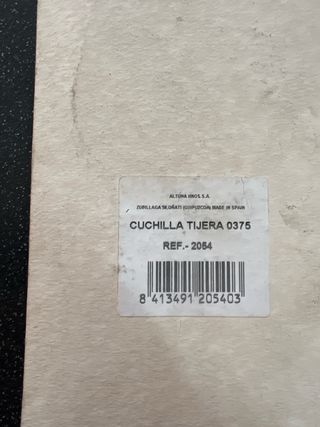 ALTUNA HNOS. S.A.
ZUBILLAGA 38.OÑATI (GUIPUZCOA) MADE IN SPAIN
CUCHILLA TIJERA 0375
REF.- 2054
8 413491 205403